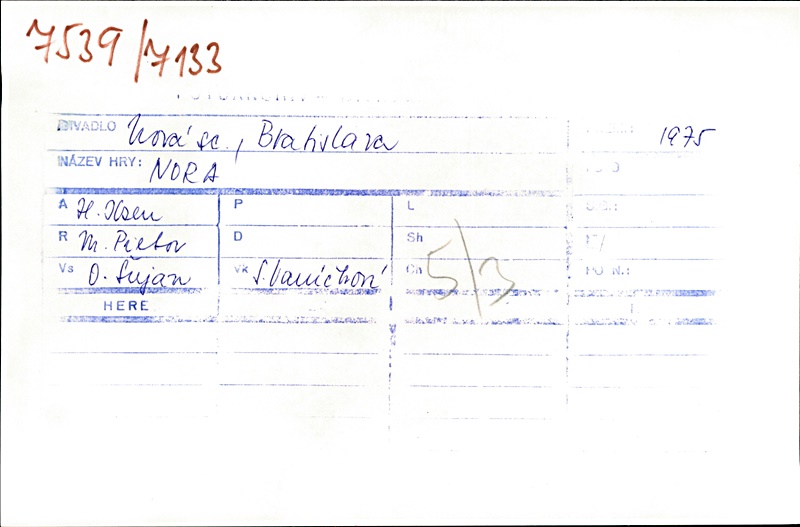 7539/7133
DIVADLO Nová sc., Bratislava 1975
NÁZEV HRY: NORA
A H. Ibsen P L
R M. Pietor D Sh
Vs O. Šujan Vk S. Vaníčková Ch 5/3
HERE